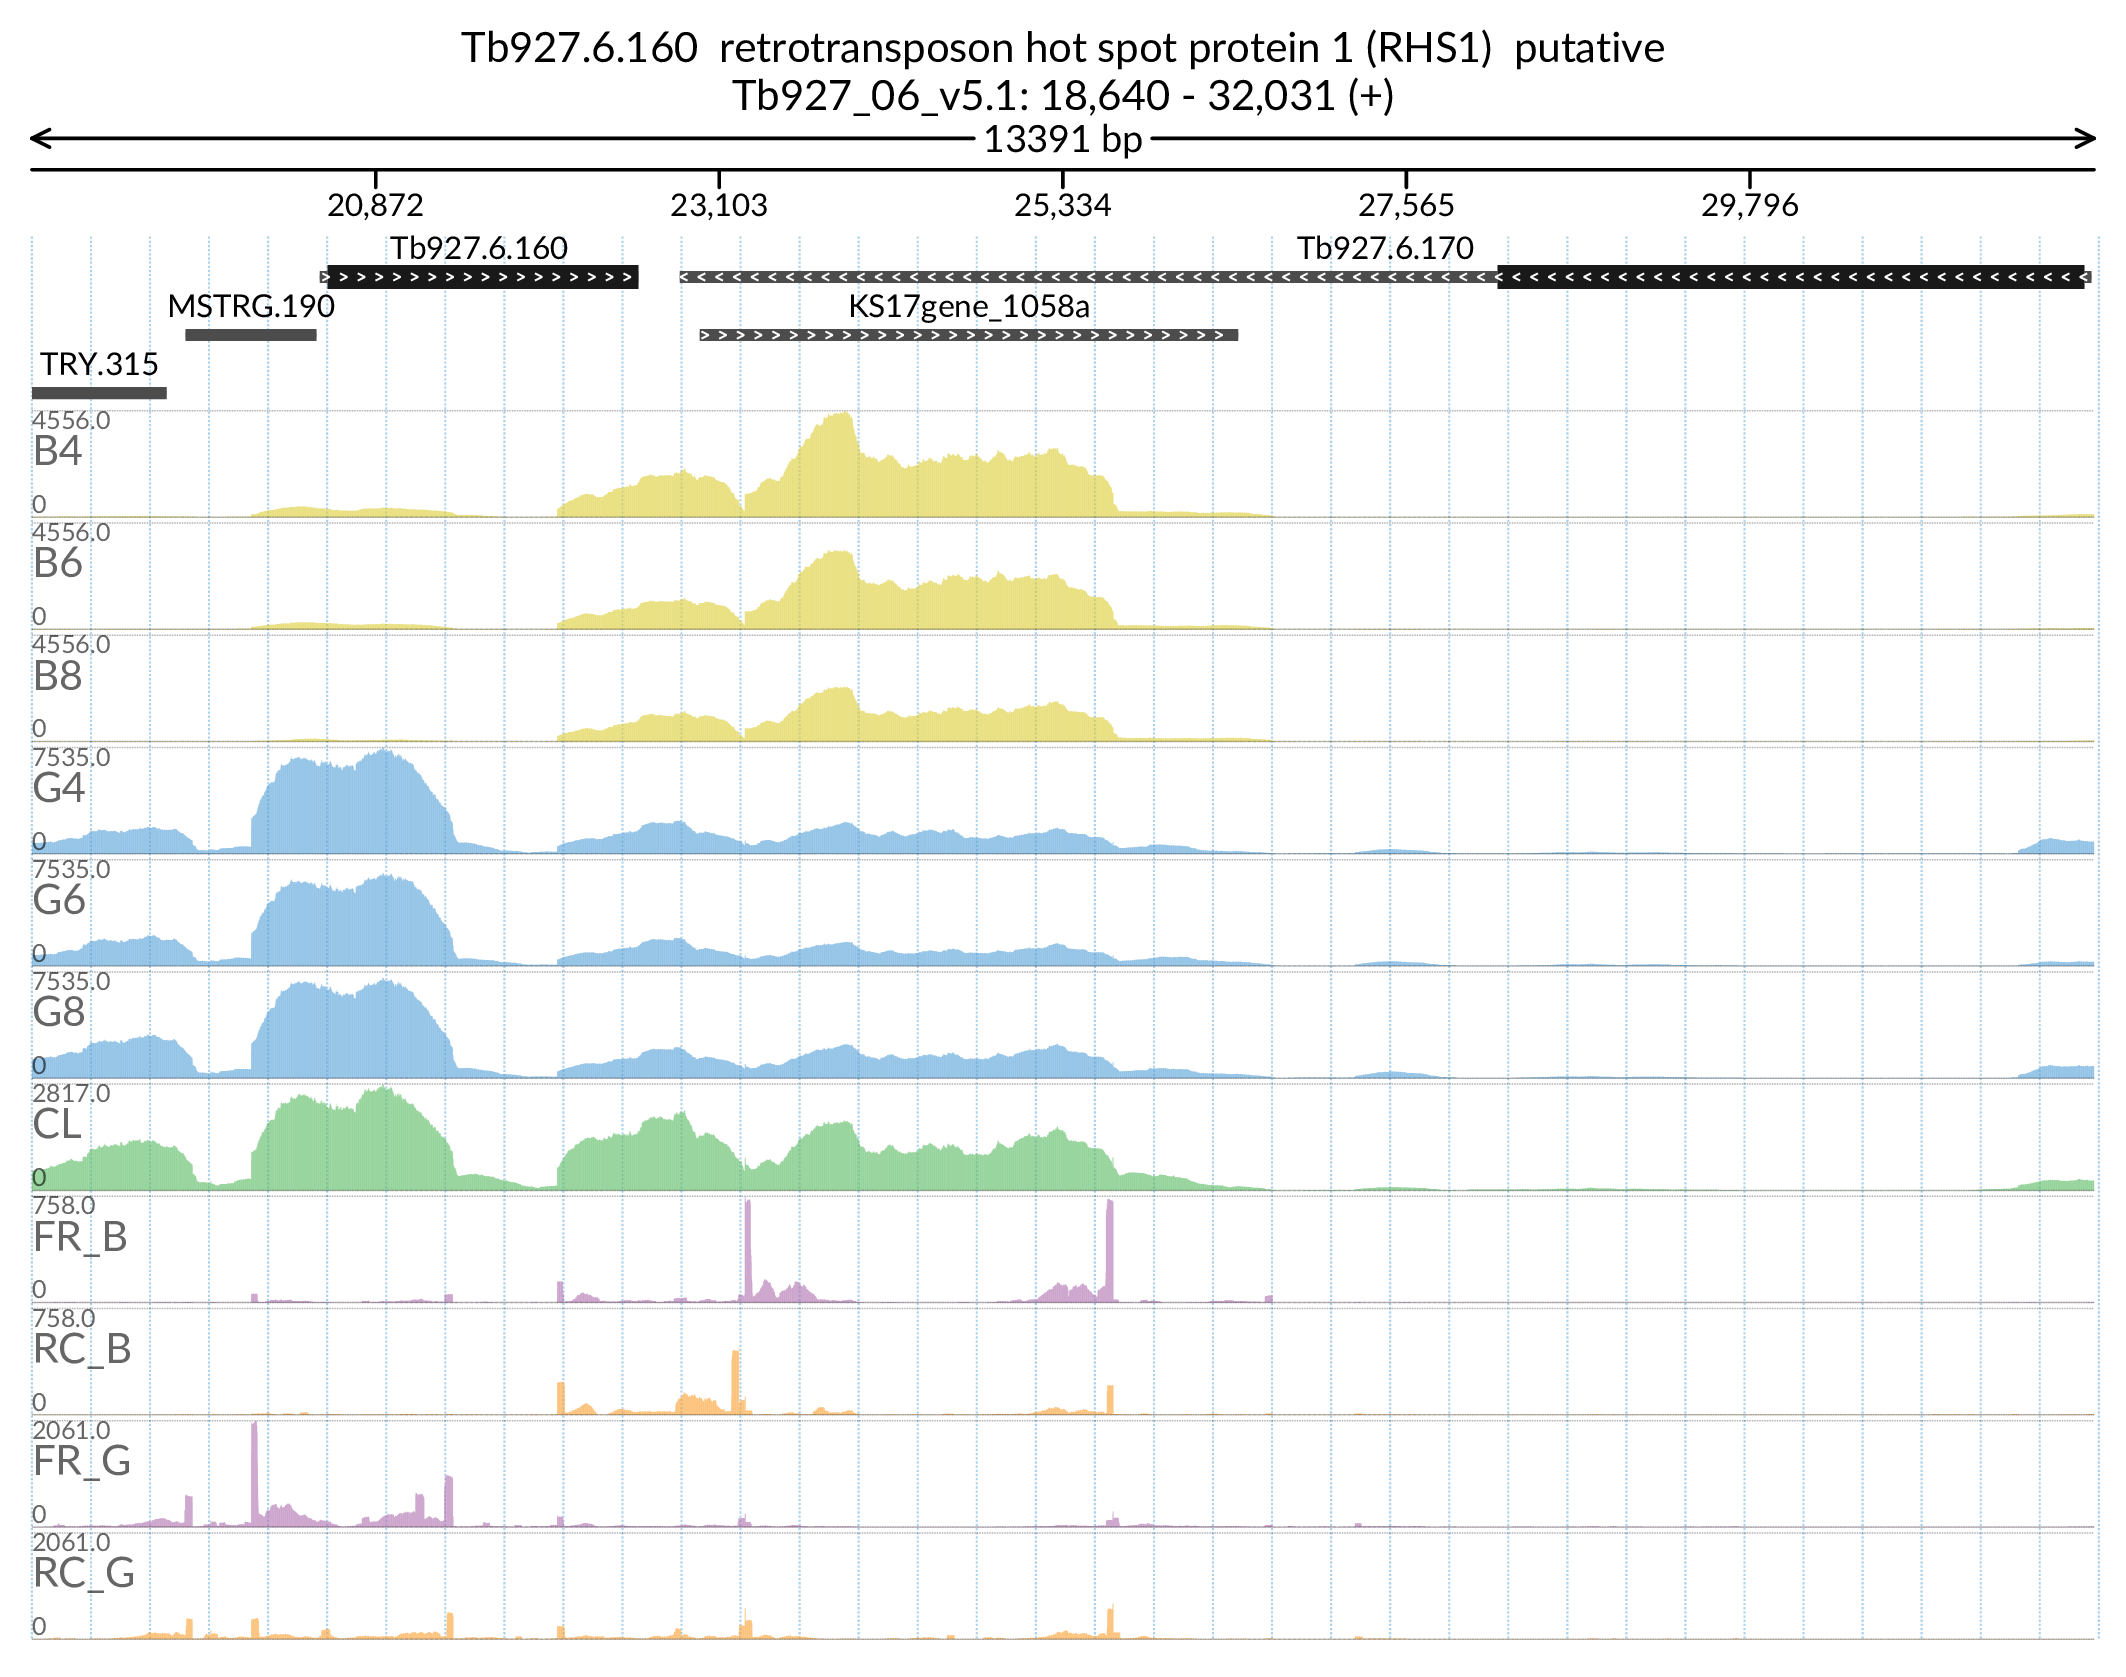 Tb927.6.160 retrotransposon hot spot protein 1 (RHS1) putative
Tb927_06_v5.1: 18,640 - 32,031 (+)
13391 bp
20,872 23,103 25,334 27,565 29,796
Tb927.6.160 Tb927.6.170
MSTRG.190 KS17gene_1058a
TRY.315
4556.0
B4
0
4556.0
B6
0
4556.0
B8
0
7535.0
G4
0
7535.0
G6
0
7535.0
G8
0
2817.0
CL
0
758.0
FR_B
0
758.0
RC_B
0
2061.0
FR_G
0
2061.0
RC_G
0